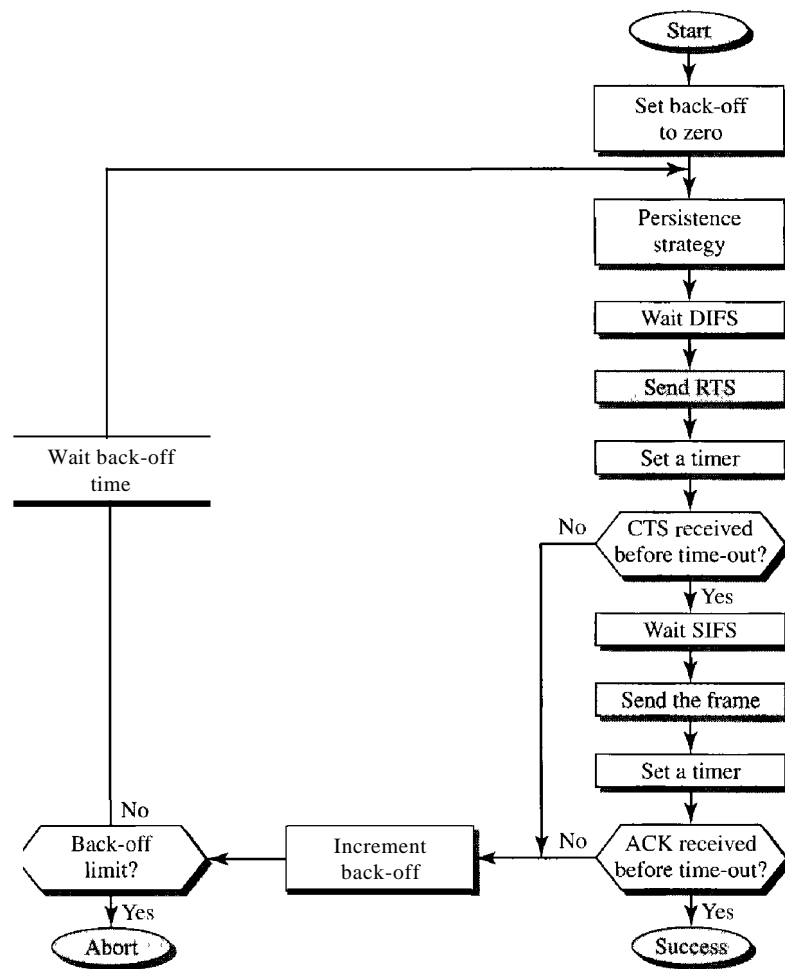 Start
Set back-off
to zero
Persistence
strategy
Wait DIFS
Send RTS
Wait back-off
time
Set a timer
No
CTS received
before time-out?
Yes
Wait SIFS
Send the frame
Set a timer
No
Back-off
limit?
Increment
back-off
No
ACK received
before time-out?
Yes
Yes
Abort
Success